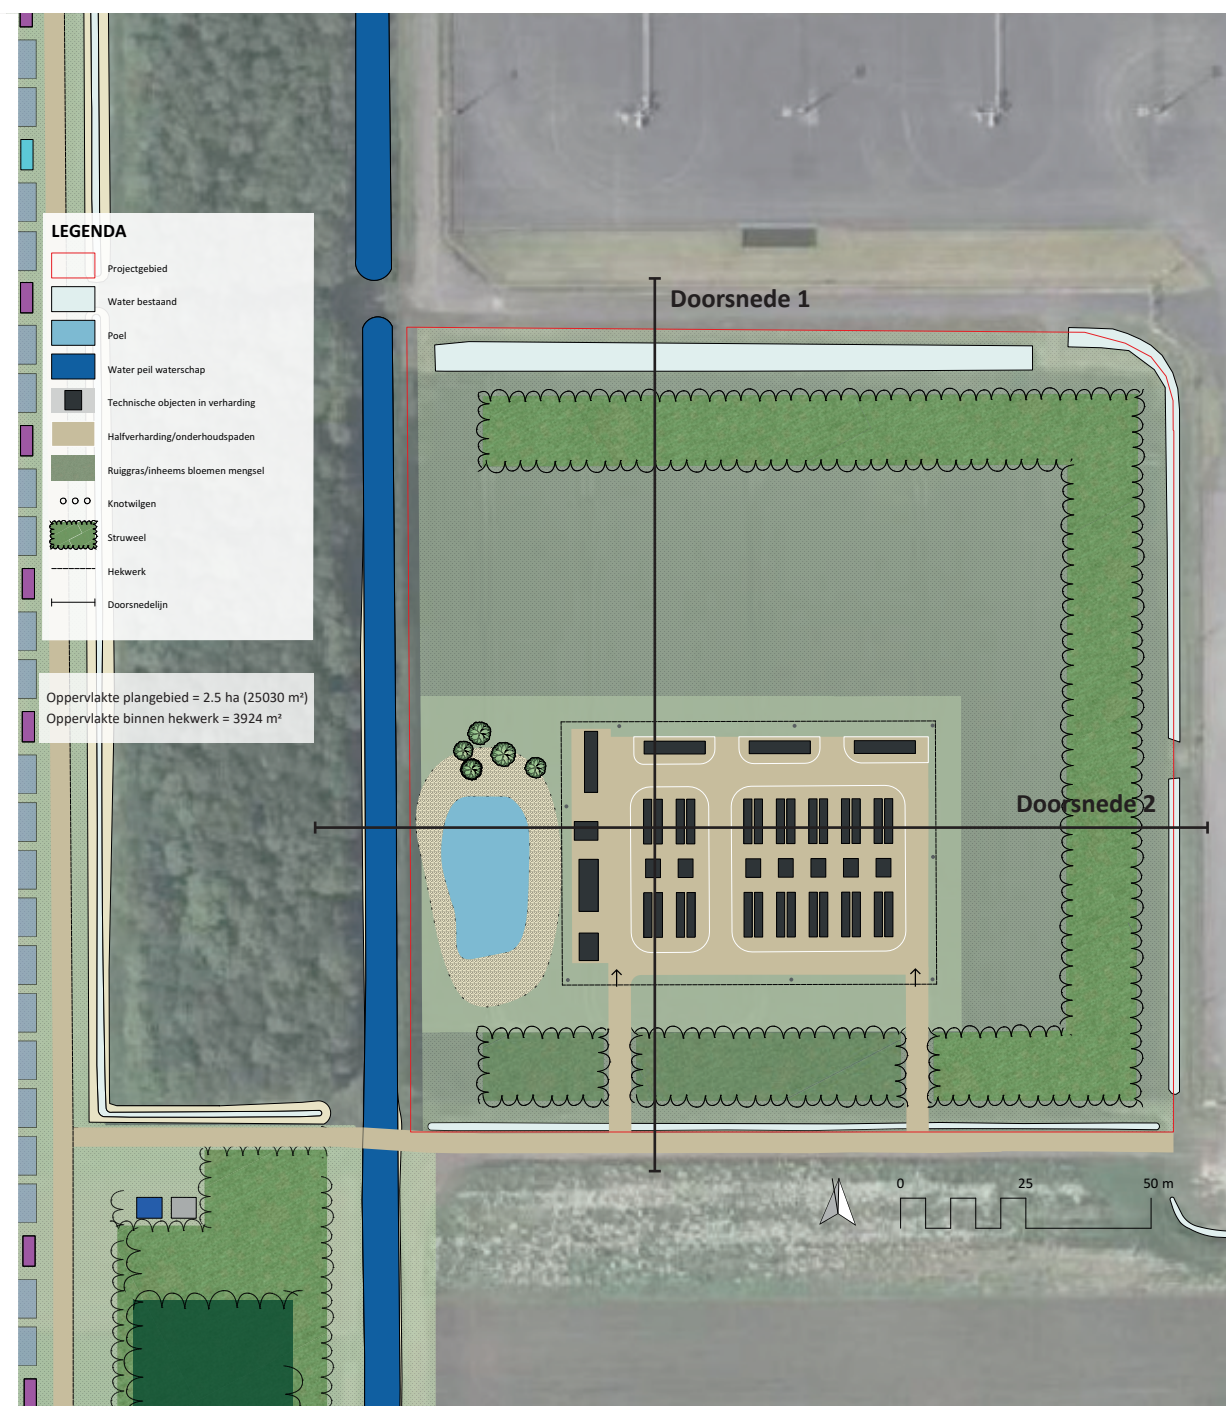 LEGENDA
Projectgebied
Water bestaand
Poel
Water peil waterschap
Technische objecten in verharding
Halfverharding/onderhoudspaden
Ruiggras/inheems bloemen mengsel
Knotwilgen
Struweel
Hekwerk
Doorsnedelijn
Oppervlakte plangebied = 2.5 ha (25030 m²)
Oppervlakte binnen hekwerk = 3924 m²
Doorsnede 1
Doorsnede 2
0 25 50 m